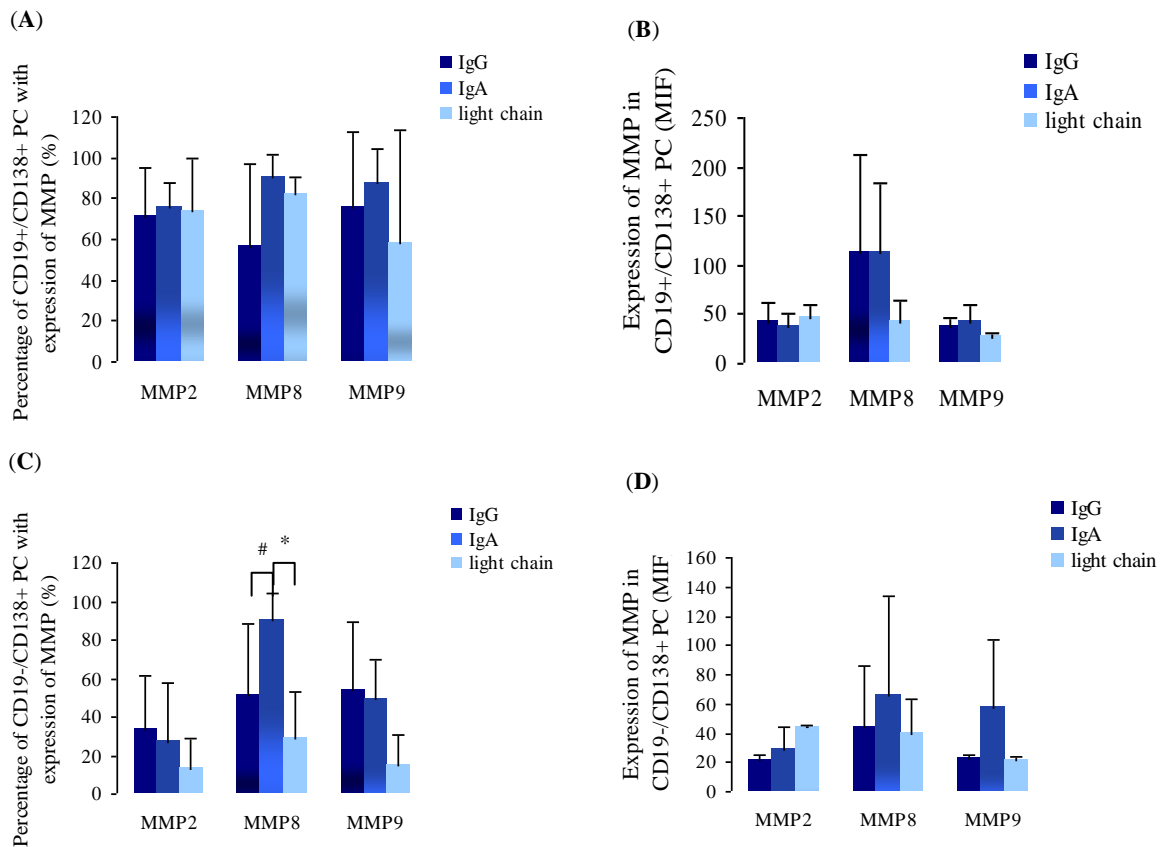 (A)
IgG
IgA
light chain
Percentage of CD19+/CD138+ PC with
expression of MMP (%)
120
100
80
60
40
20
0
MMP2 MMP8 MMP9
(B)
IgG
IgA
light chain
Expression of MMP in
CD19+/CD138+ PC (MIF)
250
200
150
100
50
0
MMP2 MMP8 MMP9
(C)
IgG
IgA
light chain
Percentage of CD19-/CD138+ PC with
expression of MMP (%)
120
100
80
60
40
20
0
# *
MMP2 MMP8 MMP9
(D)
IgG
IgA
light chain
Expression of MMP in
CD19-/CD138+ PC (MIF
160
140
120
100
80
60
40
20
0
MMP2 MMP8 MMP9